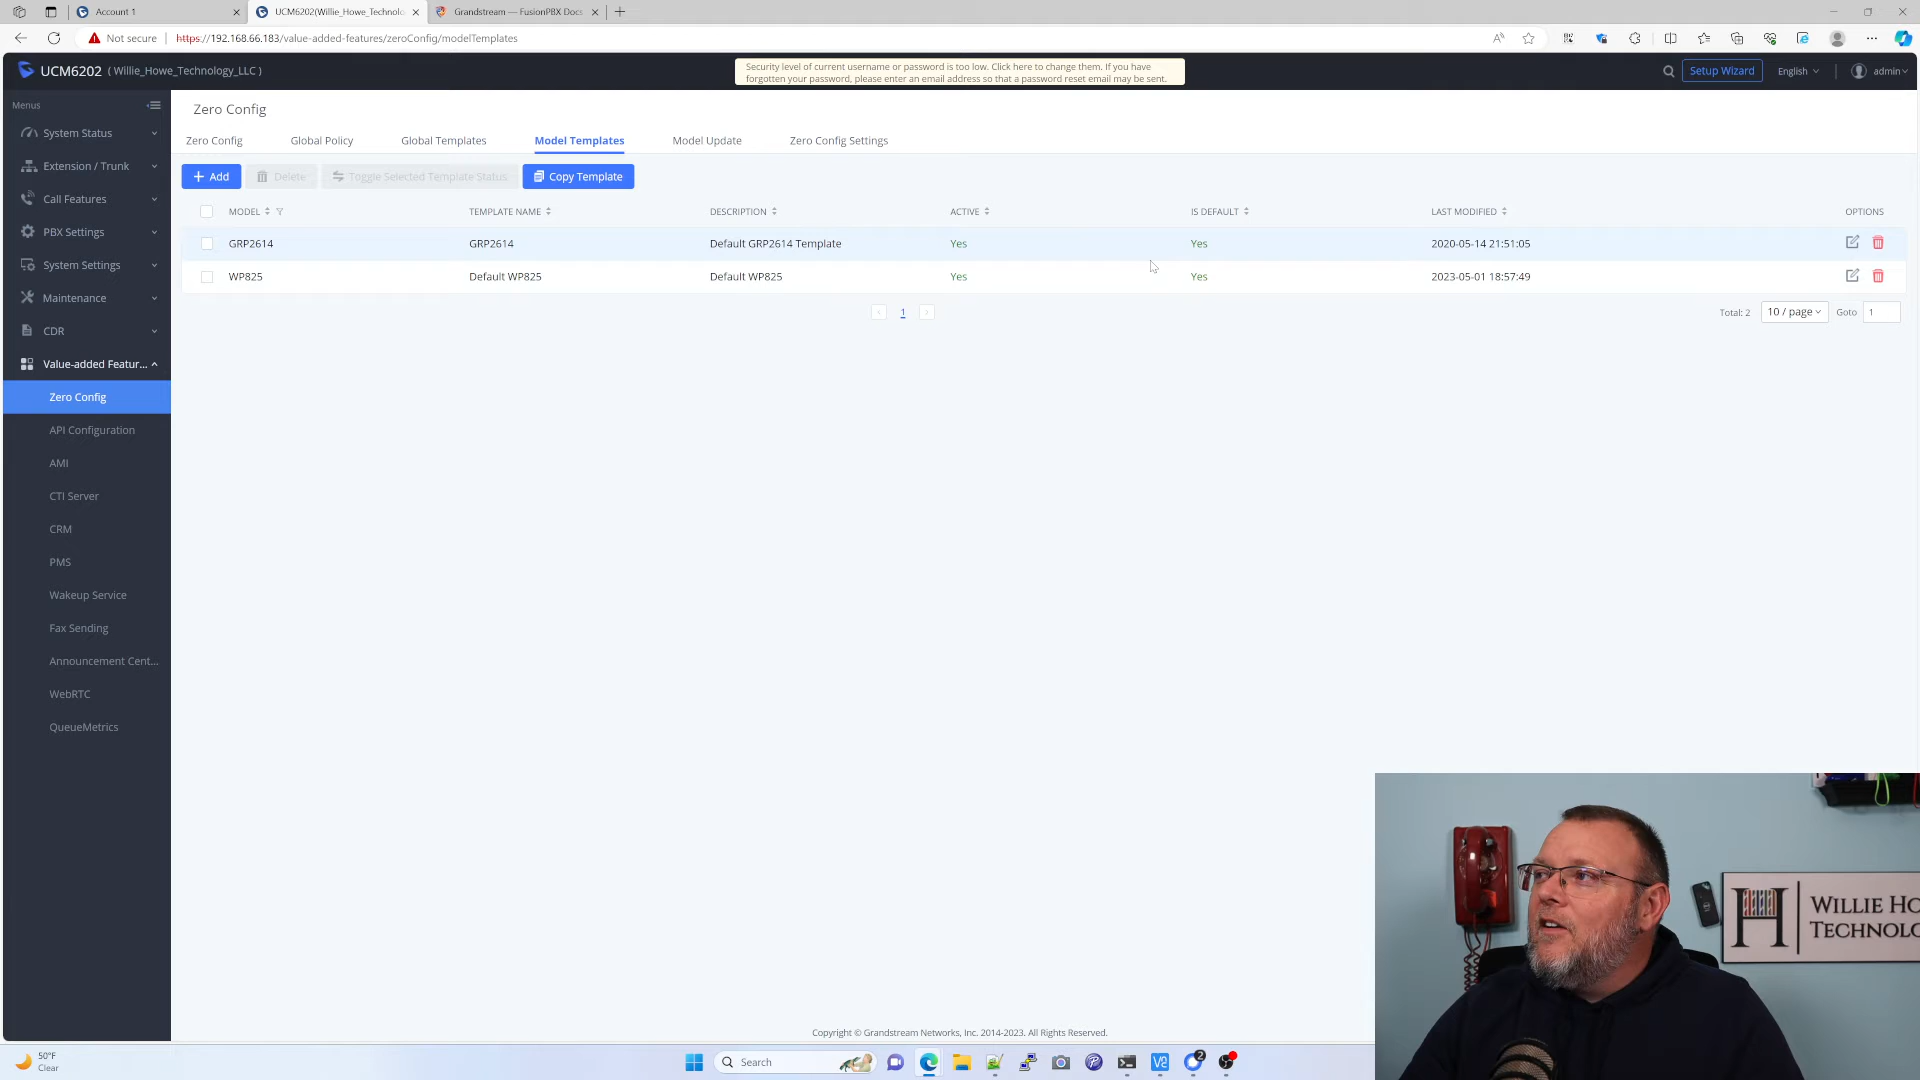 Account 1
UCM6202(Willie_Howe_Technolo
Grandstream — FusionPBX Docs
Not secure
https://192.168.66.183/value-added-features/zeroConfig/modelTemplates
UCM6202 ( Willie_Howe_Technology_LLC )
Security level of current username or password is too low. Click here to change them. If you have
forgotten your password, please enter an email address so that a password reset email may be sent.
Setup Wizard
English
admin
Menus
System Status
Extension / Trunk
Call Features
PBX Settings
System Settings
Maintenance
CDR
Value-added Featur...
Zero Config
API Configuration
AMI
CTI Server
CRM
PMS
Wakeup Service
Fax Sending
Announcement Cent...
WebRTC
QueueMetrics
Zero Config
Zero Config Global Policy Global Templates Model Templates Model Update Zero Config Settings
+ Add Delete Toggle Selected Template Status Copy Template
MODEL TEMPLATE NAME DESCRIPTION ACTIVE IS DEFAULT LAST MODIFIED OPTIONS
GRP2614 GRP2614 Default GRP2614 Template Yes Yes 2020-05-14 21:51:05
WP825 Default WP825 Default WP825 Yes Yes 2023-05-01 18:57:49
< 1 >
Total: 2 10 / page Goto 1
WILLIE HO
TECHNOLO
Copyright © Grandstream Networks, Inc. 2014-2023. All Rights Reserved.
50°F
Clear
Search
2